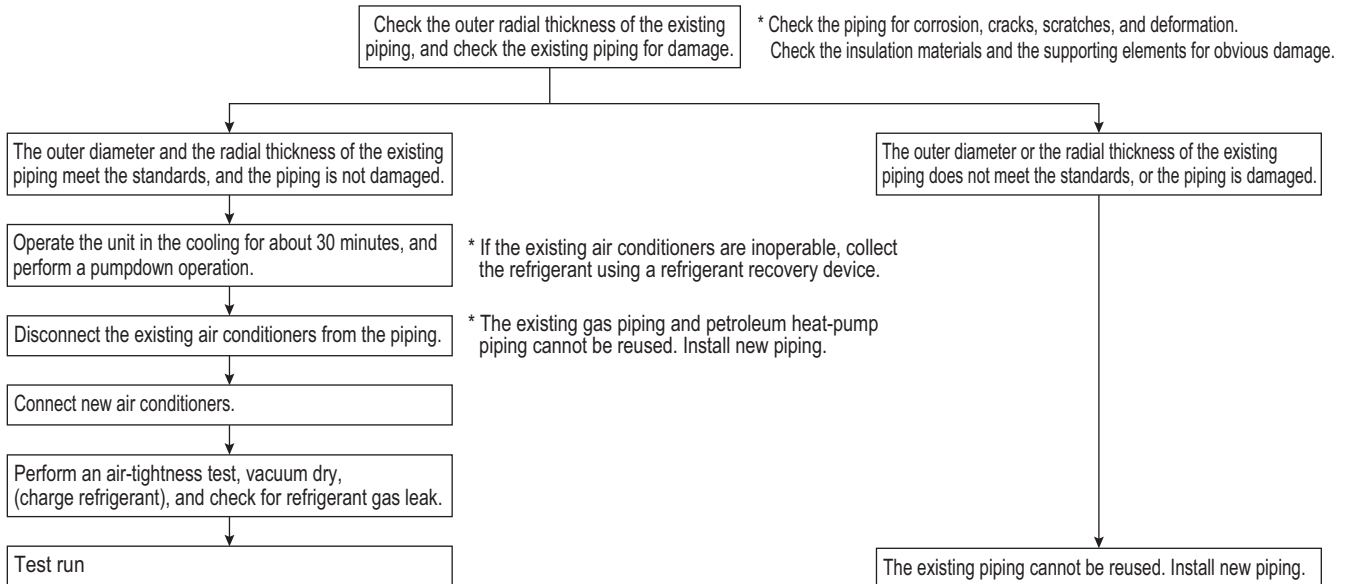 Check the outer radial thickness of the existing
piping, and check the existing piping for damage.
* Check the piping for corrosion, cracks, scratches, and deformation.
Check the insulation materials and the supporting elements for obvious damage.
The outer diameter and the radial thickness of the existing
piping meet the standards, and the piping is not damaged.
The outer diameter or the radial thickness of the existing
piping does not meet the standards, or the piping is damaged.
Operate the unit in the cooling for about 30 minutes, and
perform a pumpdown operation.
* If the existing air conditioners are inoperable, collect
the refrigerant using a refrigerant recovery device.
Disconnect the existing air conditioners from the piping.
* The existing gas piping and petroleum heat-pump
piping cannot be reused. Install new piping.
Connect new air conditioners.
Perform an air-tightness test, vacuum dry,
(charge refrigerant), and check for refrigerant gas leak.
Test run
The existing piping cannot be reused. Install new piping.